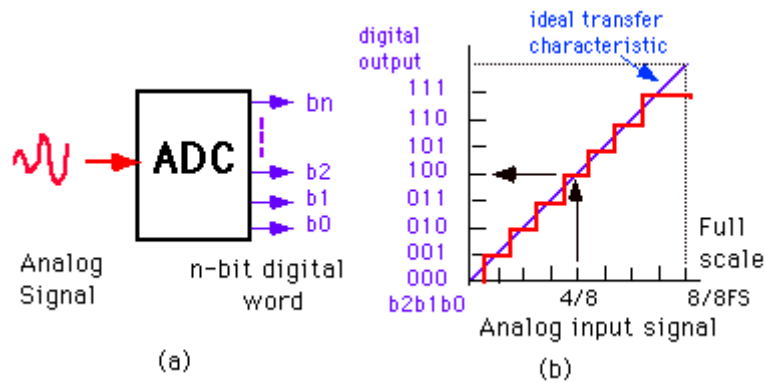 ADC
bn
b2
b1
b0
Analog
Signal
n-bit digital
word
(a)
digital
output
ideal transfer
characteristic
111
110
101
100
011
010
001
000
b2b1b0
4/8
8/8FS
Full
scale
Analog input signal
(b)